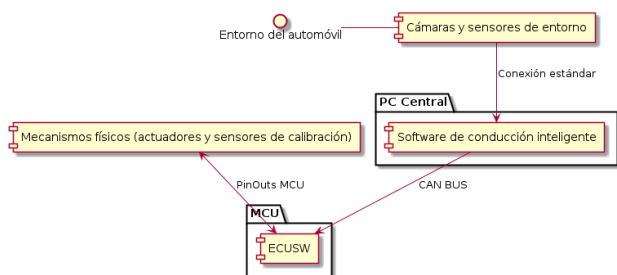 Entorno del automóvil
Cámaras y sensores de entorno
Conexión estándar
PC Central
Software de conducción inteligente
Mecanismos físicos (actuadores y sensores de calibración)
PinOuts MCU
CAN BUS
MCU
ECUSW